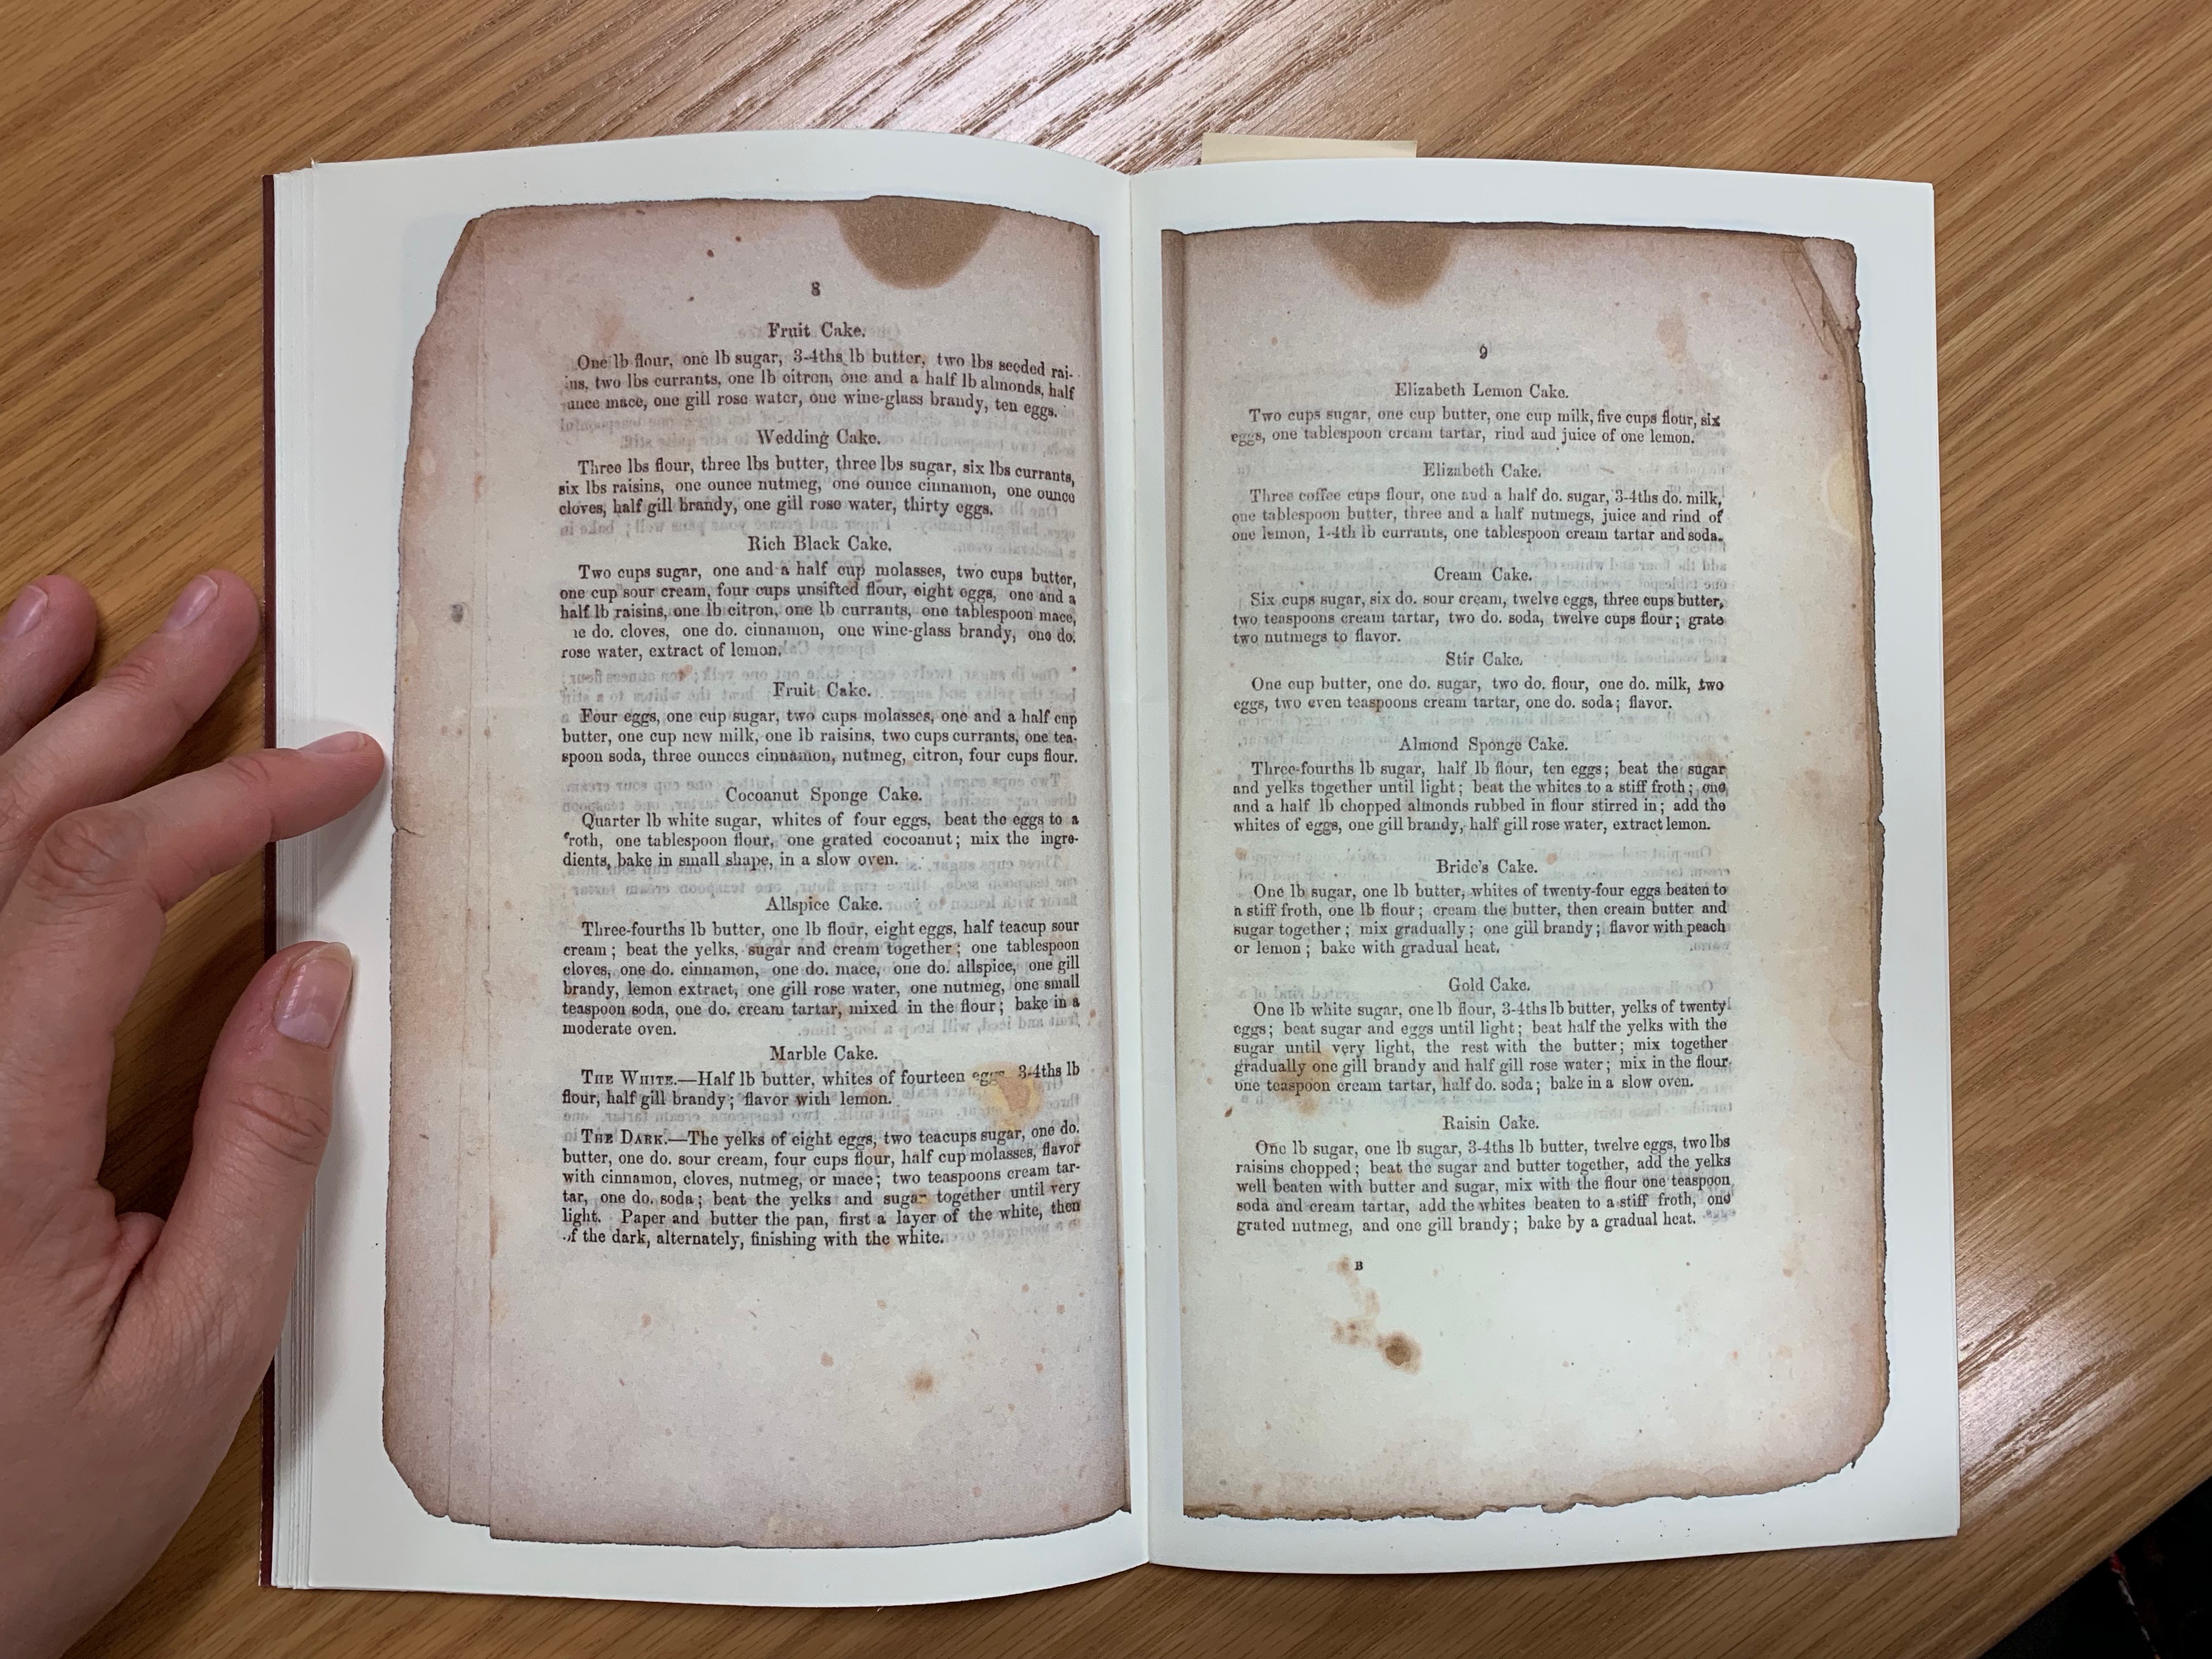 8
Fruit Cake.
One lb flour, one lb sugar, 3-4ths lb butter, two lbs seeded rai-
ins, two lbs currants, one lb citron, one and a half lb almonds, half
unce mace, one gill rose water, one wine-glass brandy, ten eggs.
Wedding Cake.
Three lbs flour, three lbs butter, three lbs sugar, six lbs currants,
six lbs raisins, one ounce nutmeg, one ounce cinnamon, one ounce
cloves, half gill brandy, one gill rose water, thirty eggs.
Rich Black Cake.
Two cups sugar, one and a half cup molasses, two cups butter,
one cup sour cream, four cups unsifted flour, eight eggs, one and a
half lb raisins, one lb citron, one lb currants, one tablespoon mace,
ne do. cloves, one do. cinnamon, one wine-glass brandy, one do.
rose water, extract of lemon.
Fruit Cake.
Four eggs, one cup sugar, two cups molasses, one and a half cup
butter, one cup new milk, one lb raisins, two cups currants, one tea-
spoon soda, three ounces cinnamon, nutmeg, citron, four cups flour.
Cocoanut Sponge Cake.
Quarter lb white sugar, whites of four eggs, beat the eggs to a
froth, one tablespoon flour, one grated cocoanut; mix the ingre-
dients, bake in small shape, in a slow oven.
Allspice Cake.
Three-fourths lb butter, one lb flour, eight eggs, half teacup sour
cream; beat the yelks, sugar and cream together; one tablespoon
cloves, one do. cinnamon, one do. mace, one do. allspice, one gill
brandy, lemon extract, one gill rose water, one nutmeg, one small
teaspoon soda, one do. cream tartar, mixed in the flour; bake in a
moderate oven.
Marble Cake.
THE WHITE.—Half lb butter, whites of fourteen eggs 3-4ths lb
flour, half gill brandy; flavor with lemon.
THE DARK.—The yelks of eight eggs, two teacups sugar, one do.
butter, one do. sour cream, four cups flour, half cup molasses, flavor
with cinnamon, cloves, nutmeg, or mace; two teaspoons cream tar-
tar, one do. soda; beat the yelks and sugar together until very
light. Paper and butter the pan, first a layer of the white, then
of the dark, alternately, finishing with the white.
9
Elizabeth Lemon Cake.
Two cups sugar, one cup butter, one cup milk, five cups flour, six
eggs, one tablespoon cream tartar, rind and juice of one lemon.
Elizabeth Cake.
Three coffee cups flour, one and a half do. sugar, 3-4ths do. milk,
one tablespoon butter, three and a half nutmegs, juice and rind of
one lemon, 1-4th lb currants, one tablespoon cream tartar and soda.
Cream Cake.
Six cups sugar, six do. sour cream, twelve eggs, three cups butter,
two teaspoons cream tartar, two do. soda, twelve cups flour; grate
two nutmegs to flavor.
Stir Cake.
One cup butter, one do. sugar, two do. flour, one do. milk, two
eggs, two even teaspoons cream tartar, one do. soda; flavor.
Almond Sponge Cake.
Three-fourths lb sugar, half lb flour, ten eggs; beat the sugar
and yelks together until light; beat the whites to a stiff froth; one
and a half lb chopped almonds rubbed in flour stirred in; add the
whites of eggs, one gill brandy, half gill rose water, extract lemon.
Bride's Cake.
One lb sugar, one lb butter, whites of twenty-four eggs beaten to
a stiff froth, one lb flour; cream the butter, then cream butter and
sugar together; mix gradually; one gill brandy; flavor with peach
or lemon; bake with gradual heat.
Gold Cake.
One lb white sugar, one lb flour, 3-4ths lb butter, yelks of twenty
eggs; beat sugar and eggs until light; beat half the yelks with the
sugar until very light, the rest with the butter; mix together
gradually one gill brandy and half gill rose water; mix in the flour
one teaspoon cream tartar, half do. soda; bake in a slow oven.
Raisin Cake.
One lb sugar, one lb sugar, 3-4ths lb butter, twelve eggs, two lbs
raisins chopped; beat the sugar and butter together, add the yelks
well beaten with butter and sugar, mix with the flour one teaspoon
soda and cream tartar, add the whites beaten to a stiff froth, one
grated nutmeg, and one gill brandy; bake by a gradual heat.
B